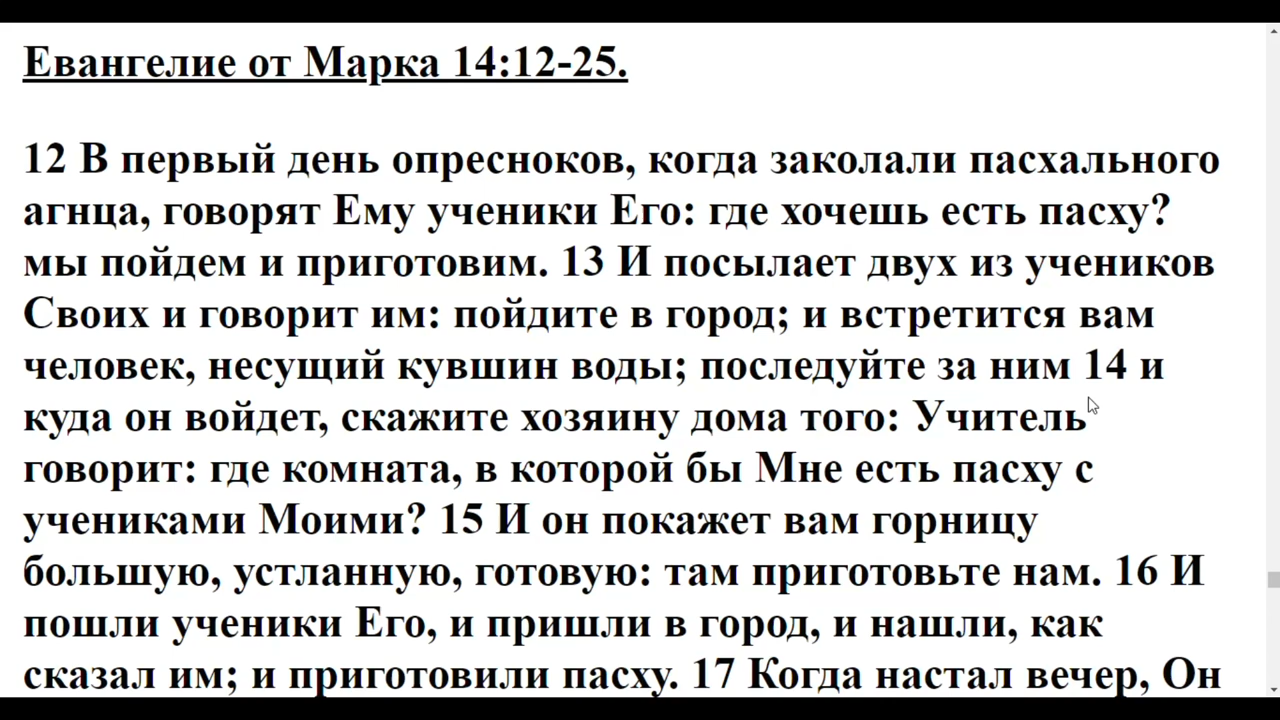 Евангелие от Марка 14:12-25.
12 В первый день опресноков, когда заколали пасхального
агнца, говорят Ему ученики Его: где хочешь есть пасху?
мы пойдем и приготовим. 13 И посылает двух из учеников
Своих и говорит им: пойдите в город; и встретится вам
человек, несущий кувшин воды; последуйте за ним 14 и
куда он войдет, скажите хозяину дома того: Учитель
говорит: где комната, в которой бы Мне есть пасху с
учениками Моими? 15 И он покажет вам горницу
большую, устланную, готовую: там приготовьте нам. 16 И
пошли ученики Его, и пришли в город, и нашли, как
сказал им; и приготовили пасху. 17 Когда настал вечер, Он